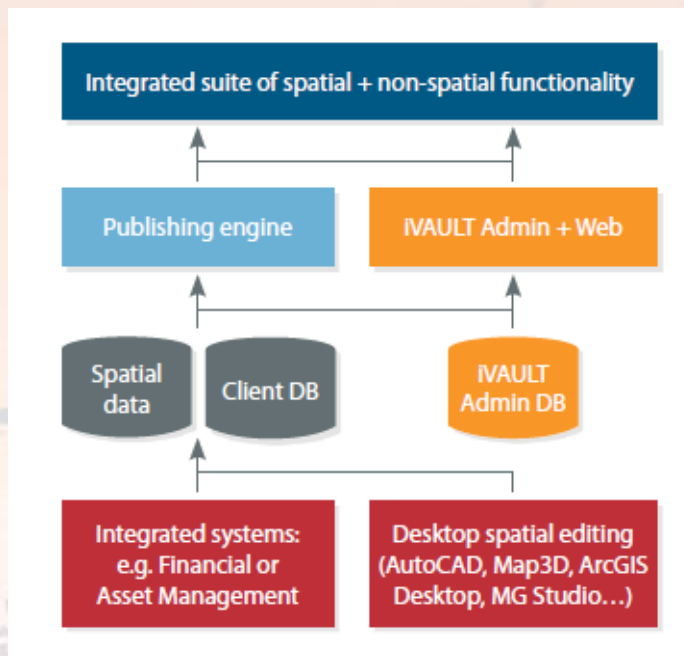 Integrated suite of spatial + non-spatial functionality
Publishing engine
iVAULT Admin + Web
Spatial
data
Client DB
iVAULT
Admin DB
Integrated systems:
e.g. Financial or
Asset Management
Desktop spatial editing
(AutoCAD, Map3D, ArcGIS
Desktop, MG Studio…)